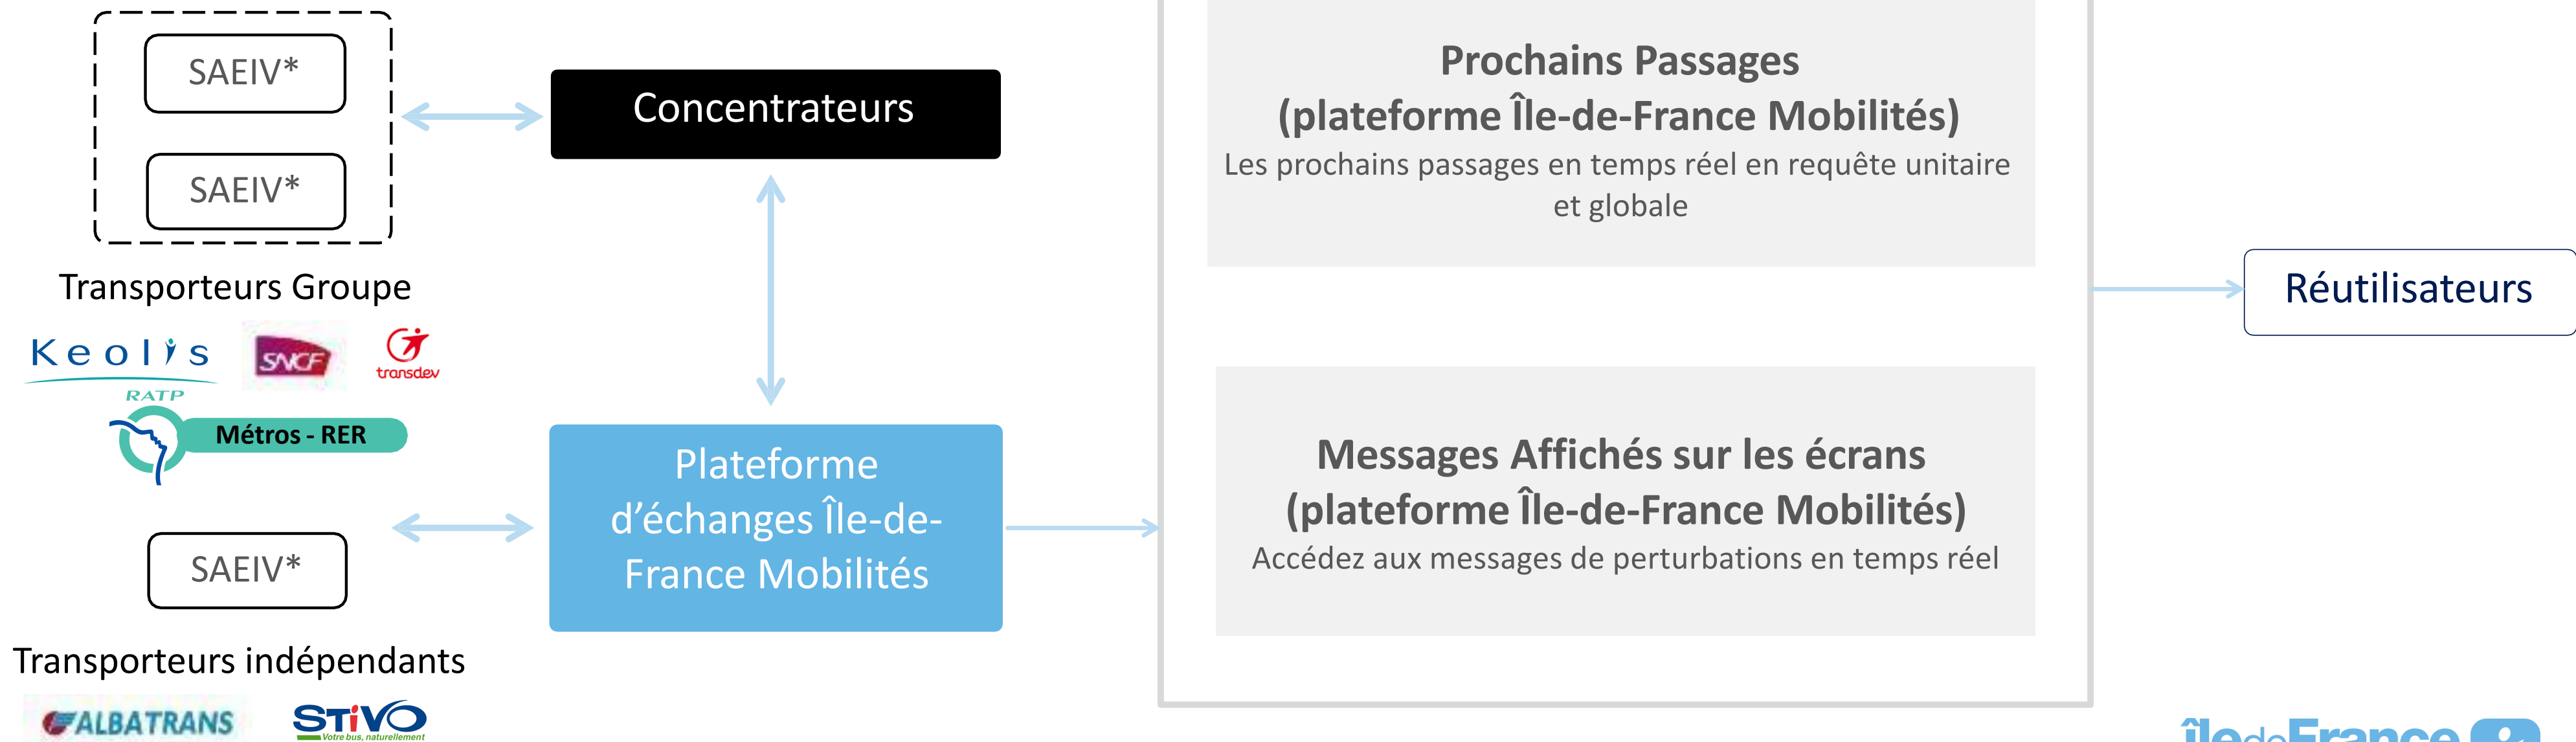 SAEIV*
SAEIV*
Transporteurs Groupe
Keolis
SNCF
transdev
RATP
Métros - RER
SAEIV*
Transporteurs indépendants
ALBATRANS
STiVO
Votre bus, naturellement
Concentrateurs
Plateforme
d'échanges Île-de-
France Mobilités
Prochains Passages
(plateforme Île-de-France Mobilités)
Les prochains passages en temps réel en requête unitaire
et globale
Messages Affichés sur les écrans
(plateforme Île-de-France Mobilités)
Accédez aux messages de perturbations en temps réel
Réutilisateurs
îledeFrance